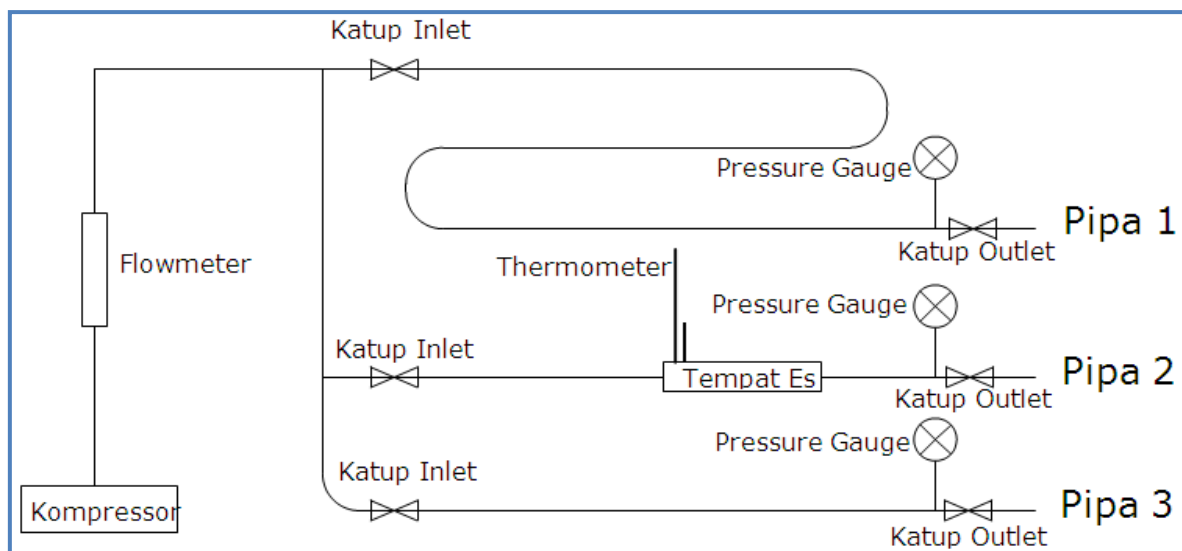 Katup Inlet
Pressure Gauge
Pipa 1
Flowmeter
Thermometer
Katup Outlet
Pressure Gauge
Katup Inlet
Tempat Es
Pipa 2
Katup Outlet
Pressure Gauge
Katup Inlet
Kompressor
Pipa 3
Katup Outlet